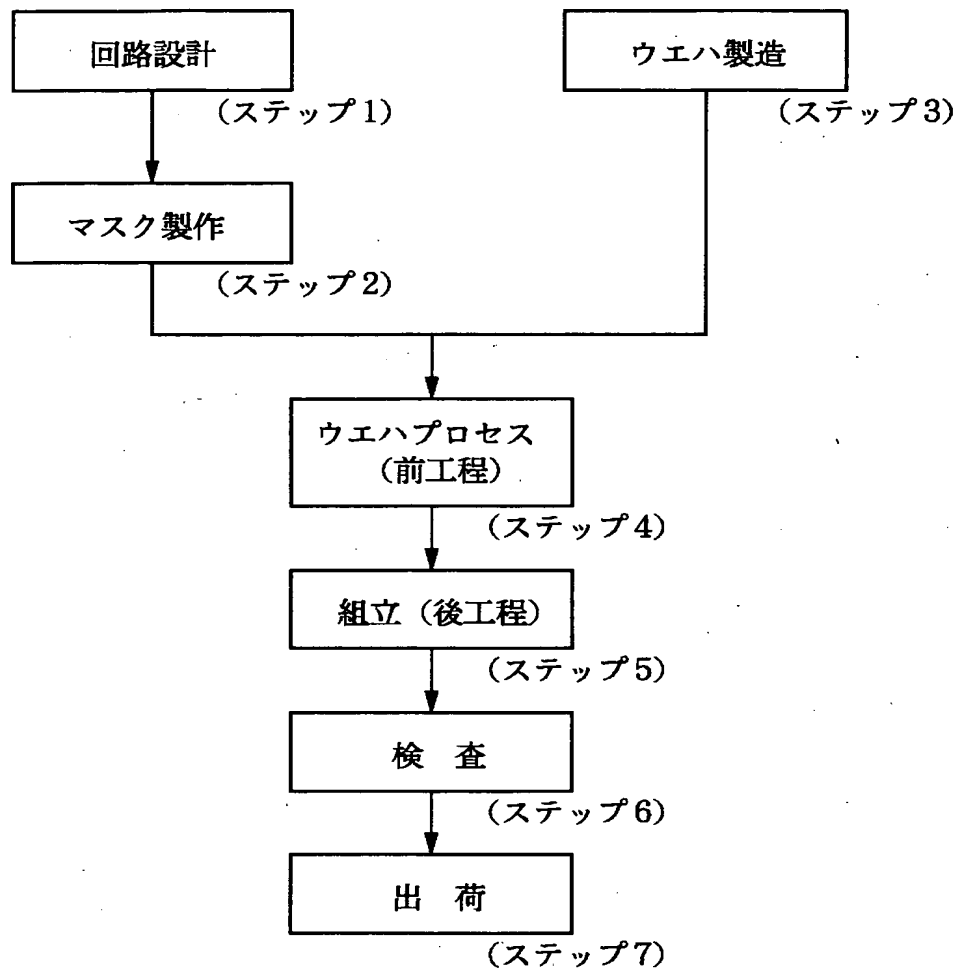 回路設計
(ステップ1)
ウエハ製造
(ステップ3)
マスク製作
(ステップ2)
ウエハプロセス
(前工程)
(ステップ4)
組立(後工程)
(ステップ5)
検 査
(ステップ6)
出 荷
(ステップ7)